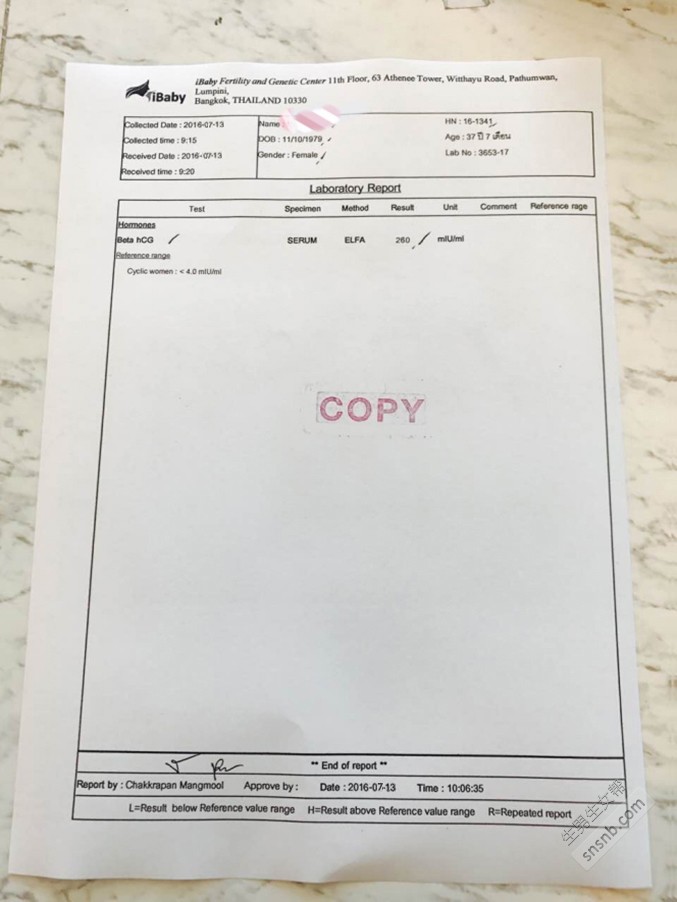 iBaby
iBaby Fertility and Genetic Center 11th Floor, 63 Athenee Tower, Witthayu Road, Pathumwan,
Lumpini,
Bangkok, THAILAND 10330
Collected Date : 2016-07-13
Collected time : 9:15
Received Date : 2016-07-13
Received time : 9:20
Name
DOB : 11/10/1979
Gender : Female
HN : 16-1341
Age : 37 ปี 7 เดือน
Lab No : 3653-17
Laboratory Report
Test Specimen Method Result Unit Comment Reference rage
Hormones
Beta hCG SERUM ELFA 260 mIU/ml
Reference range
Cyclic women : < 4.0 mIU/ml
COPY
** End of report **
Report by : Chakkrapan Mangmool Approve by : Date : 2016-07-13 Time : 10:06:35
L=Result below Reference value range H=Result above Reference value range R=Repeated report
生男生女帮
snsnb.com